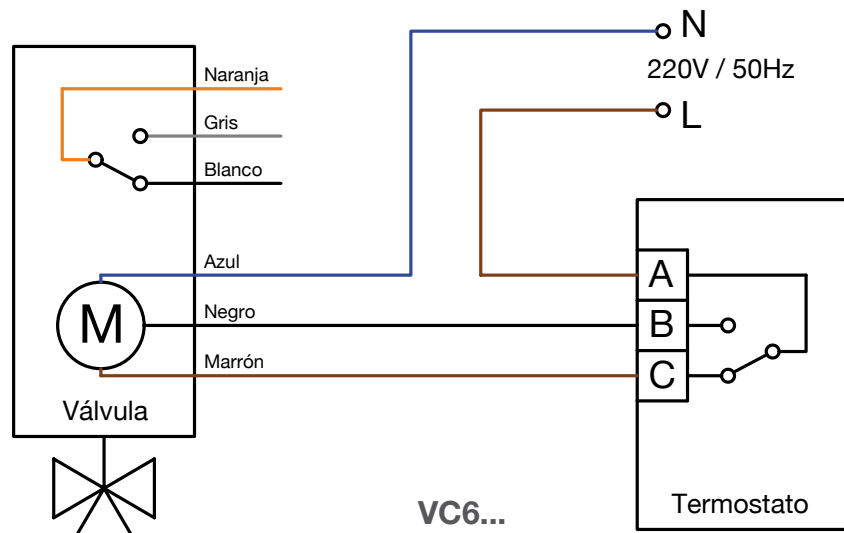 Naranja
Gris
Blanco
Azul
Negro
Marrón
M
Válvula
N
220V / 50Hz
L
A
B
C
Termostato
VC6...